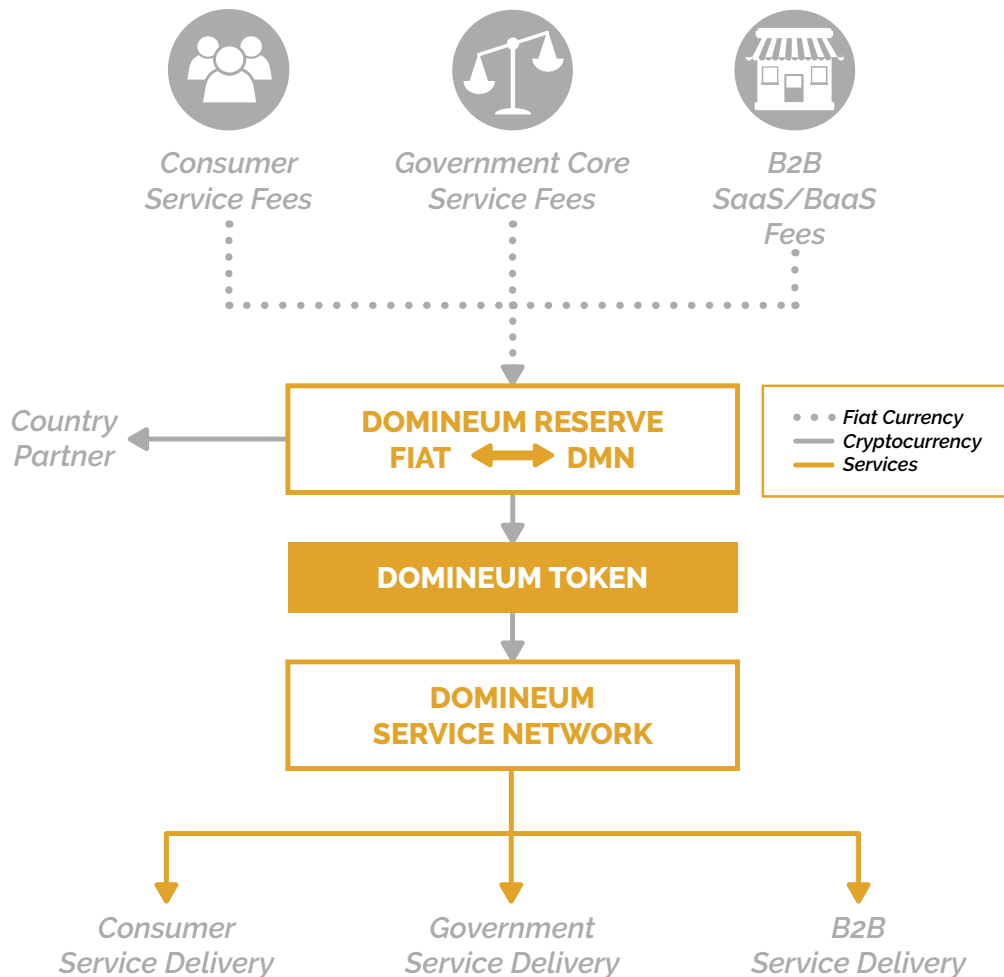 Consumer
Service Fees
Government Core
Service Fees
B2B
SaaS/BaaS
Fees
Country
Partner
DOMINEUM RESERVE
FIAT DMN
Fiat Currency
Cryptocurrency
Services
DOMINEUM TOKEN
DOMINEUM
SERVICE NETWORK
Consumer
Service Delivery
Government
Service Delivery
B2B
Service Delivery